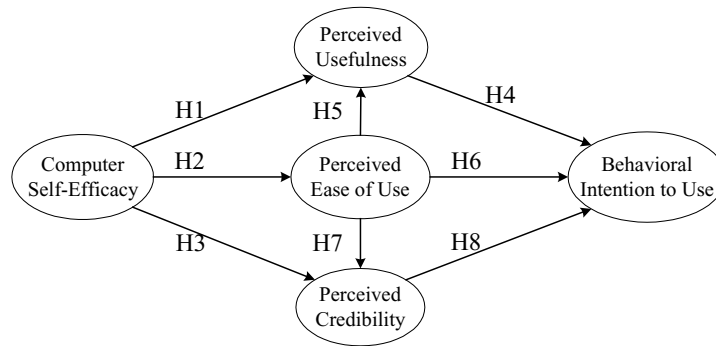 Perceived
Usefulness
H1
H4
H5
Computer
Self-Efficacy
H2
Perceived
Ease of Use
H6
Behavioral
Intention to Use
H3
H7
H8
Perceived
Credibility